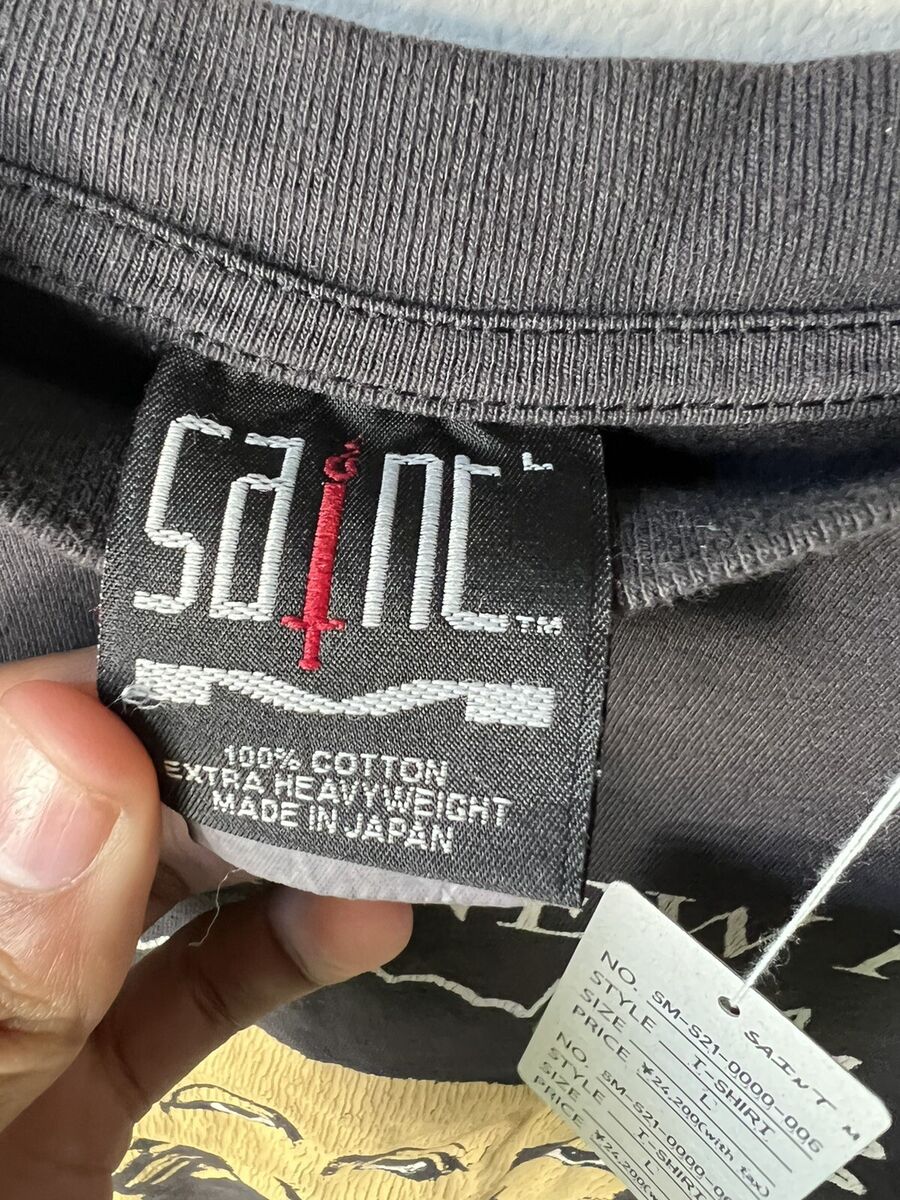 SaINT
L
TM
100% COTTON
EXTRA HEAVYWEIGHT
MADE IN JAPAN
SAINT M
NO. SM-S21-0000-006
STYLE T-SHIRT
SIZE L
PRICE ¥24,200(with tax)
NO. SM-S21-0000-00
STYLE T-SHIRT
SIZE L
PRICE ¥24,200(